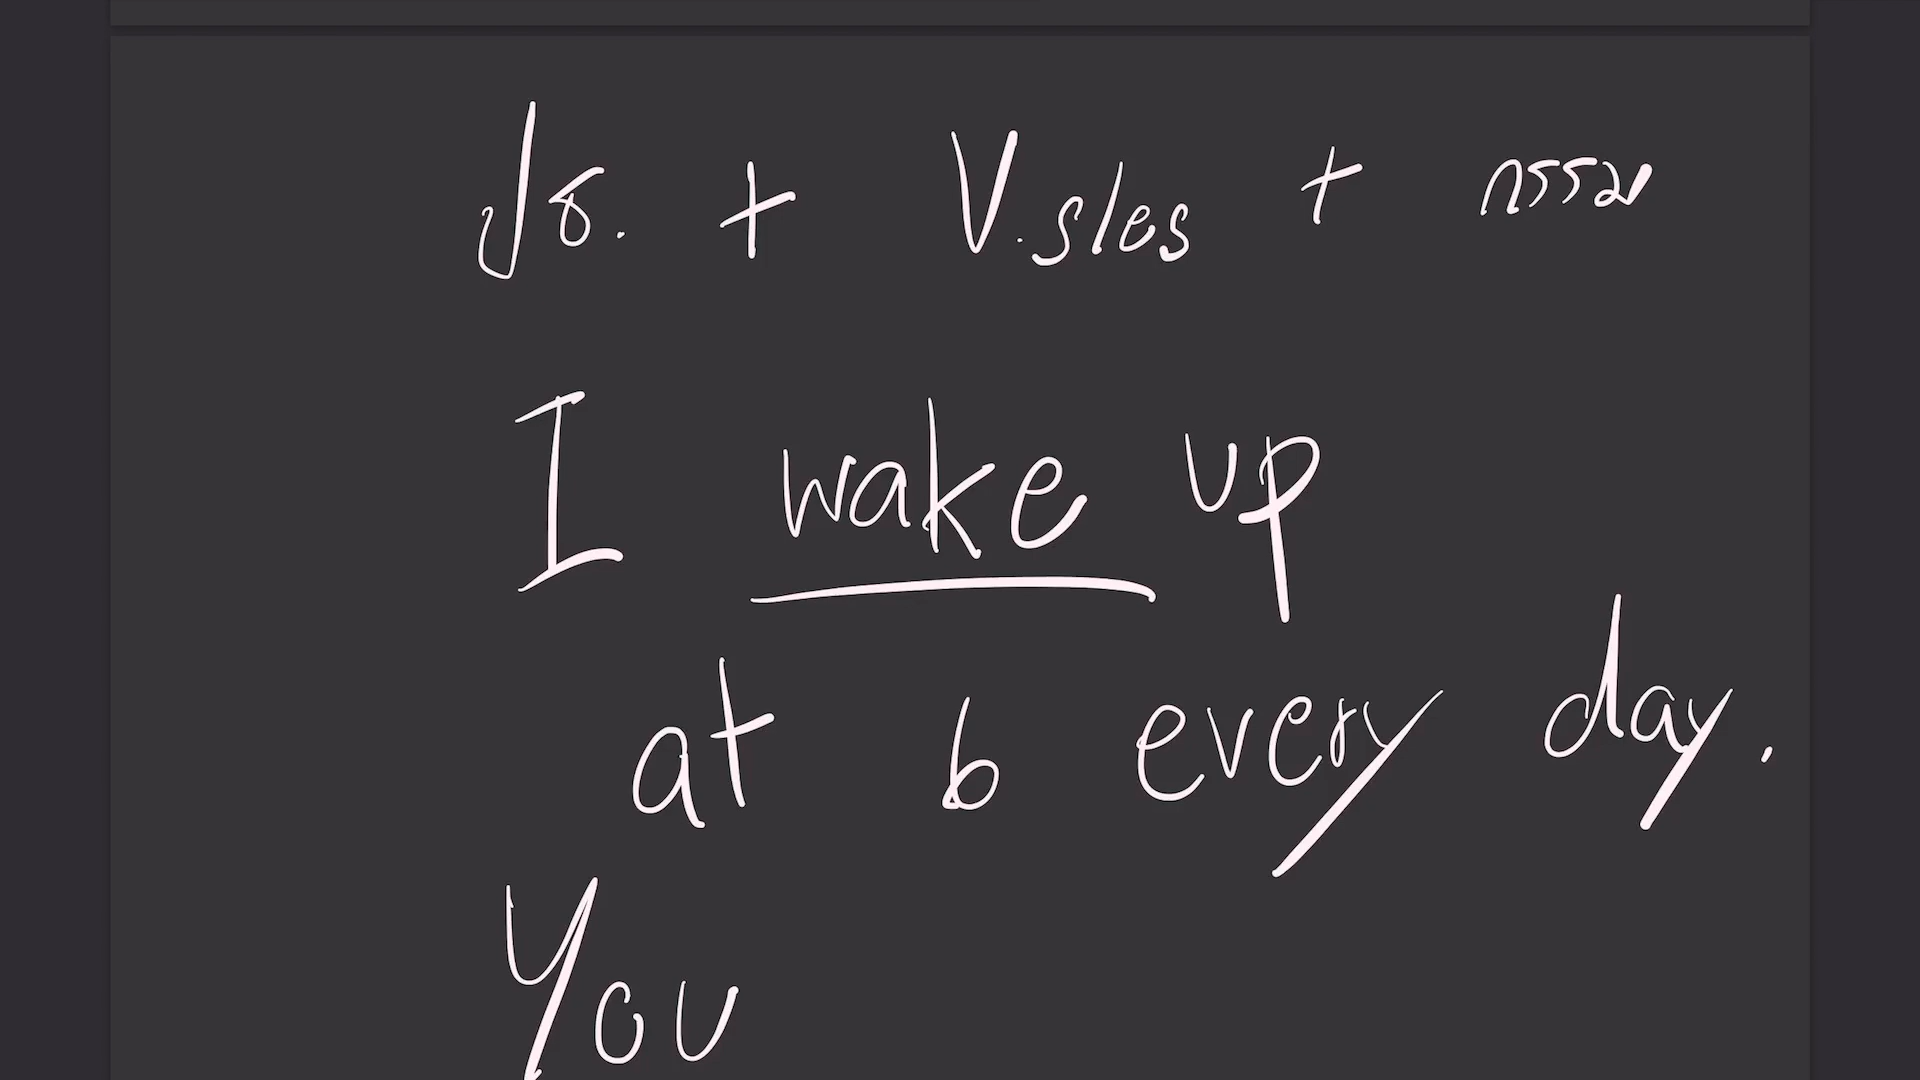 ปธ. + V.s/es + กรรม
I wake up
at 6 every day.
You